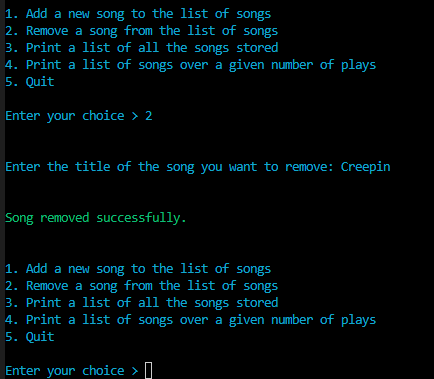 1. Add a new song to the list of songs
2. Remove a song from the list of songs
3. Print a list of all the songs stored
4. Print a list of songs over a given number of plays
5. Quit
Enter your choice > 2
Enter the title of the song you want to remove: Creepin
Song removed successfully.
1. Add a new song to the list of songs
2. Remove a song from the list of songs
3. Print a list of all the songs stored
4. Print a list of songs over a given number of plays
5. Quit
Enter your choice >